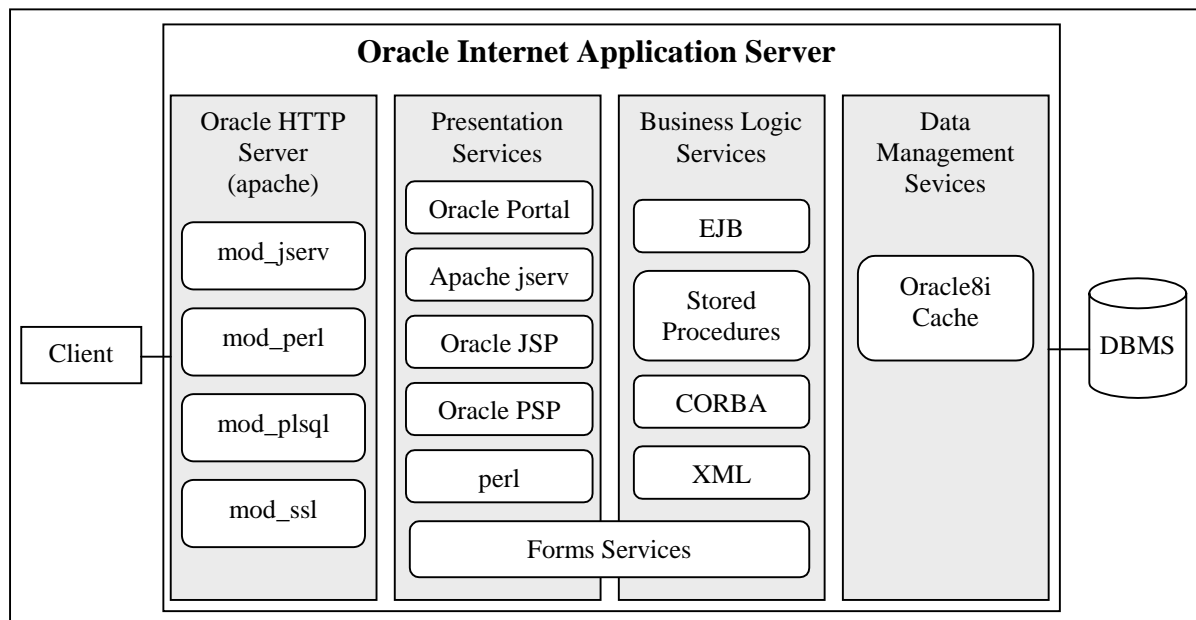 Oracle Internet Application Server
Client
Oracle HTTP
Server
(apache)
mod_jserv
mod_perl
mod_plsql
mod_ssl
Presentation
Services
Oracle Portal
Apache jserv
Oracle JSP
Oracle PSP
perl
Business Logic
Services
EJB
Stored
Procedures
CORBA
XML
Forms Services
Data
Management
Sevices
Oracle8i
Cache
DBMS